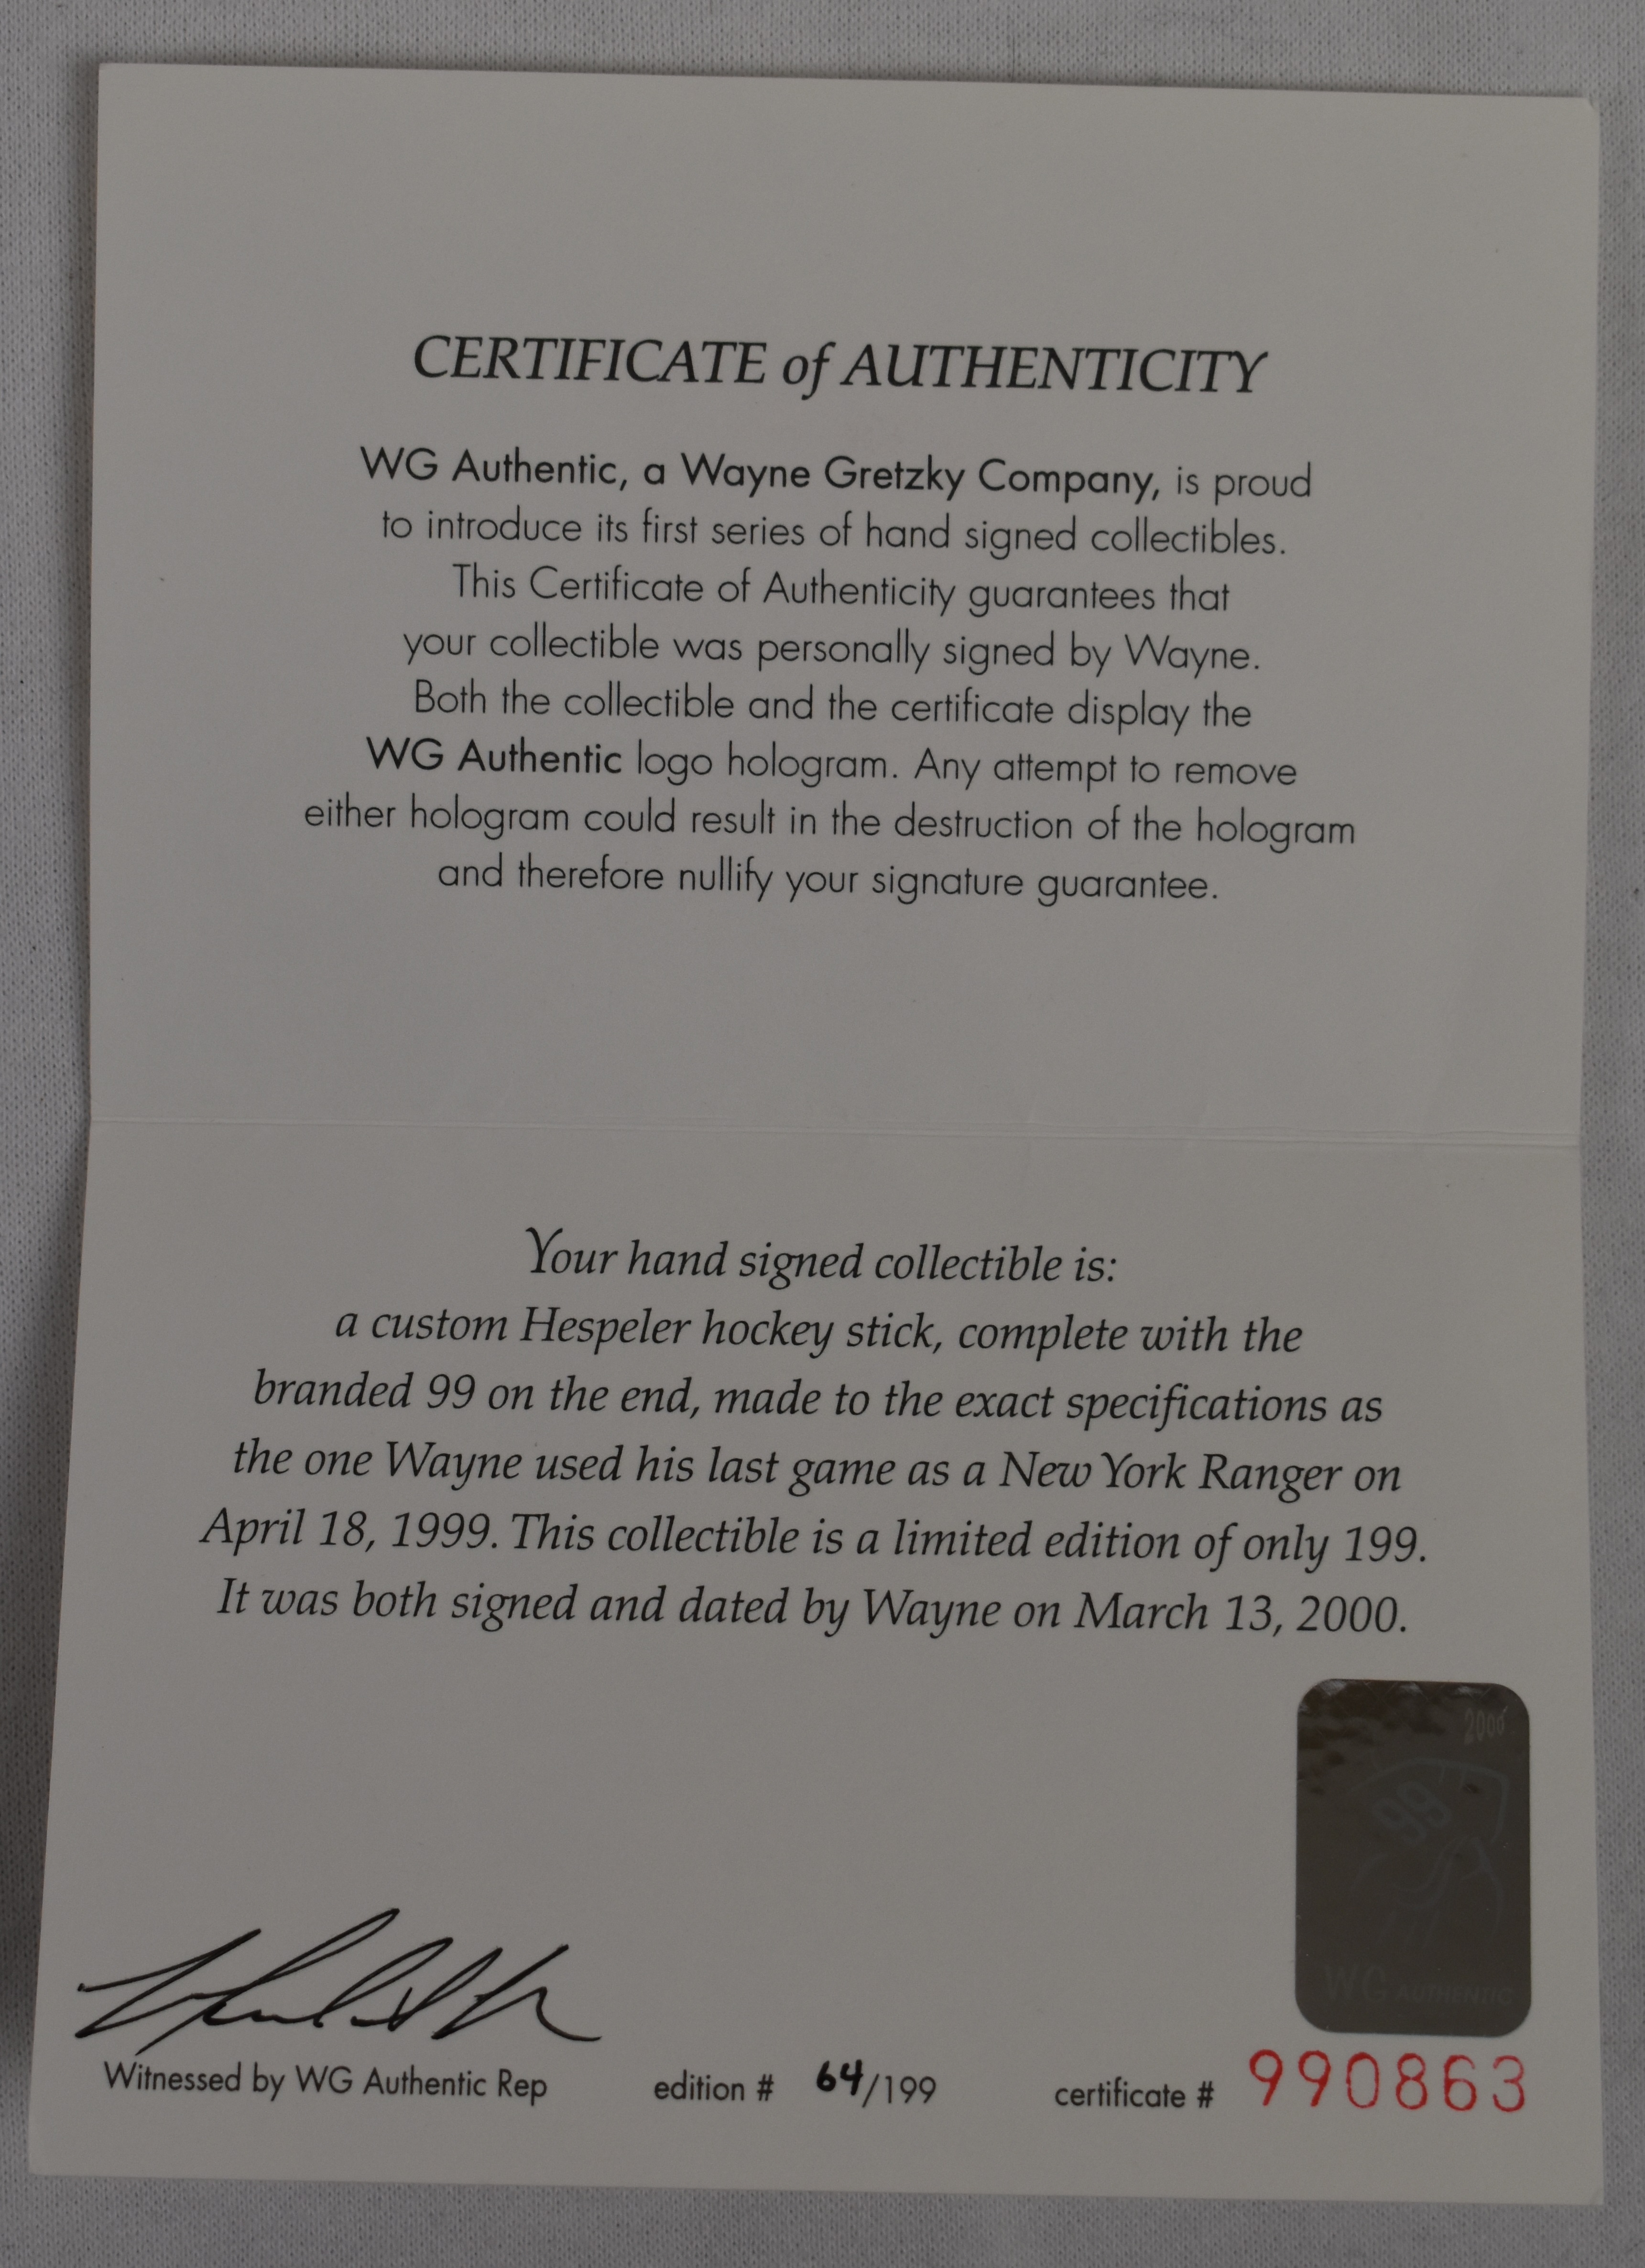 CERTIFICATE of AUTHENTICITY
WG Authentic, a Wayne Gretzky Company, is proud
to introduce its first series of hand signed collectibles.
This Certificate of Authenticity guarantees that
your collectible was personally signed by Wayne.
Both the collectible and the certificate display the
WG Authentic logo hologram. Any attempt to remove
either hologram could result in the destruction of the hologram
and therefore nullify your signature guarantee.
Your hand signed collectible is:
a custom Hespeler hockey stick, complete with the
branded 99 on the end, made to the exact specifications as
the one Wayne used his last game as a New York Ranger on
April 18, 1999. This collectible is a limited edition of only 199.
It was both signed and dated by Wayne on March 13, 2000.
2000
99
WG AUTHENTIC
Witnessed by WG Authentic Rep edition # 64/199 certificate # 990863